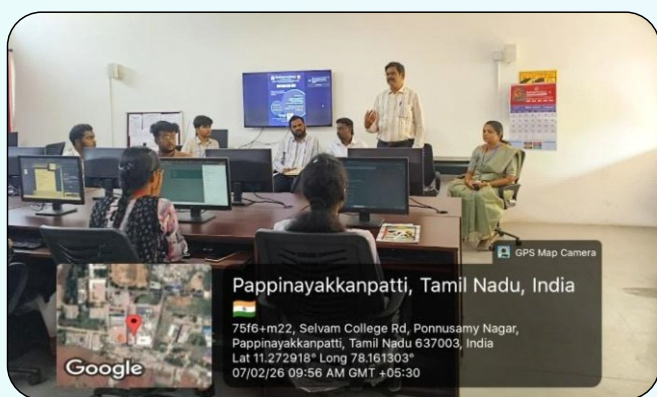 GPS Map Camera
Pappinayakkanpatti, Tamil Nadu, India
75f6+m22, Selvam College Rd, Ponnusamy Nagar,
Pappinayakkanpatti, Tamil Nadu 637003, India
Lat 11.272918° Long 78.161303°
07/02/26 09:56 AM GMT +05:30
Google